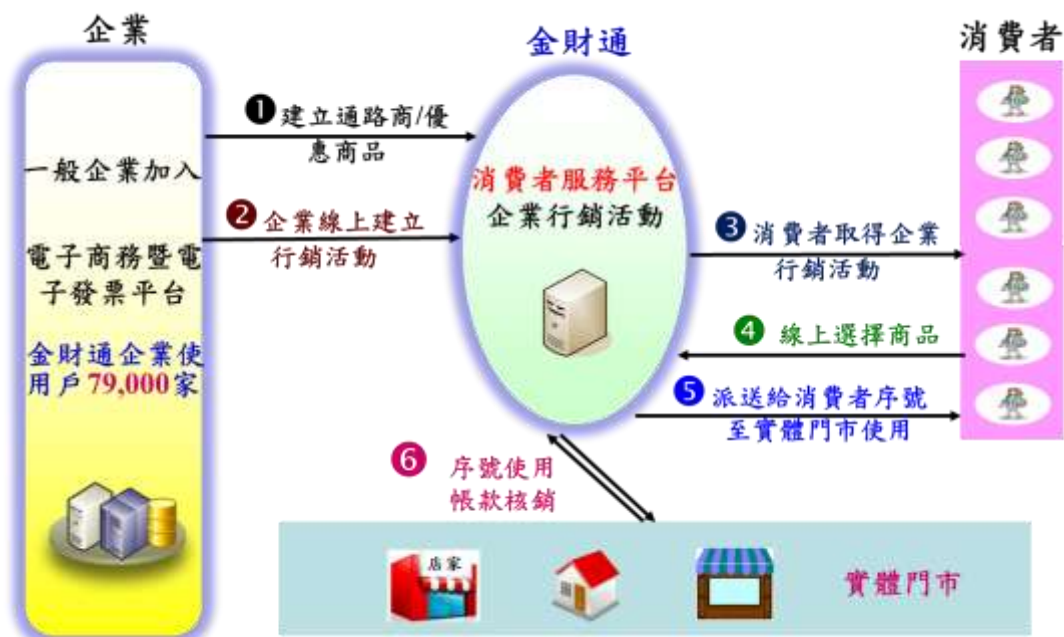 企業
金財通
消費者
一般企業加入
電子商務暨電
子發票平台
金財通企業使
用戶79,000家
❶建立通路商/優
惠商品
❷企業線上建立
行銷活動
消費者服務平台
企業行銷活動
❸消費者取得企業
行銷活動
❹線上選擇商品
❺派送給消費者序號
至實體門市使用
❻序號使用
帳款核銷
店家
實體門市